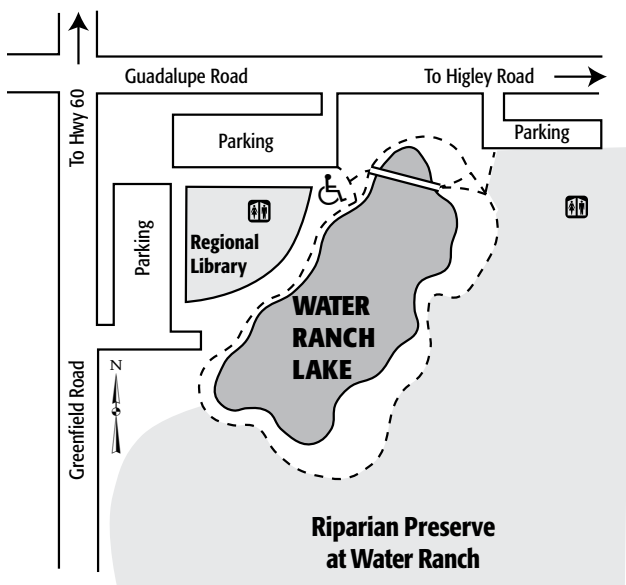 Guadalupe Road
To Higley Road
To Hwy 60
Parking
Parking
Parking
Regional
Library
WATER
RANCH
LAKE
N
Greenfield Road
Riparian Preserve
at Water Ranch